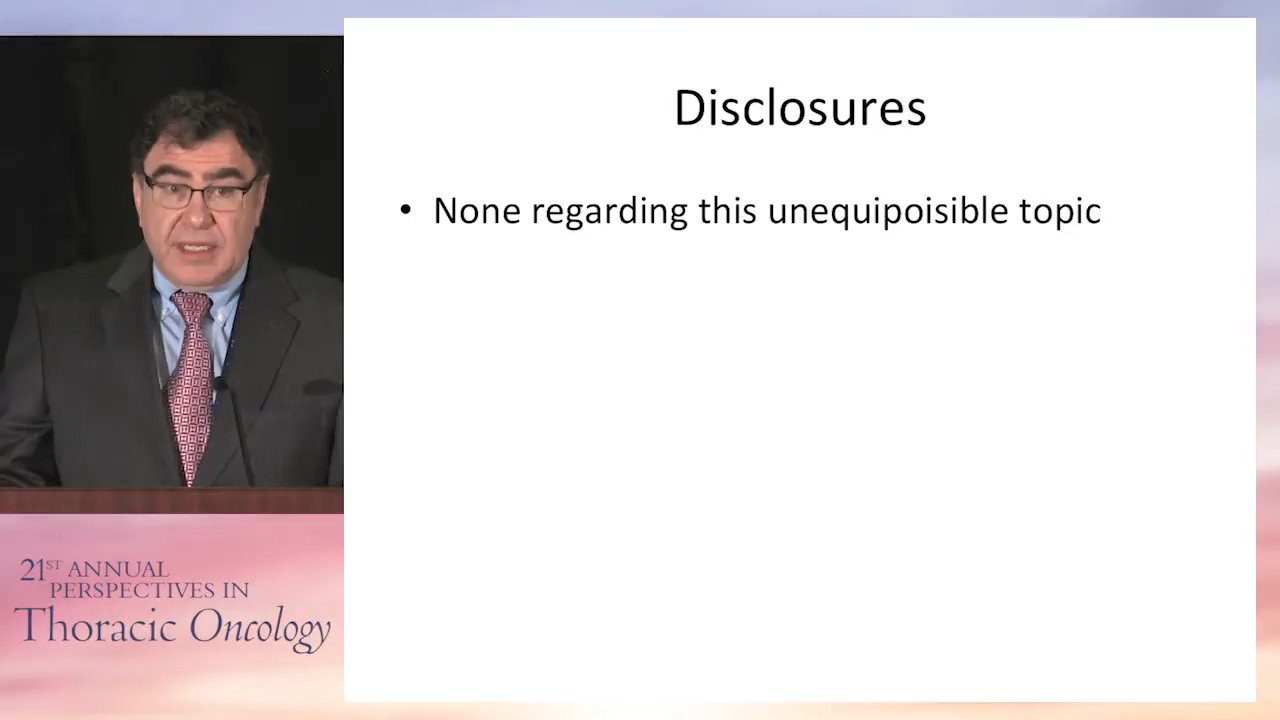 Disclosures
• None regarding this unequipoisible topic
21ST ANNUAL
PERSPECTIVES IN
Thoracic Oncology